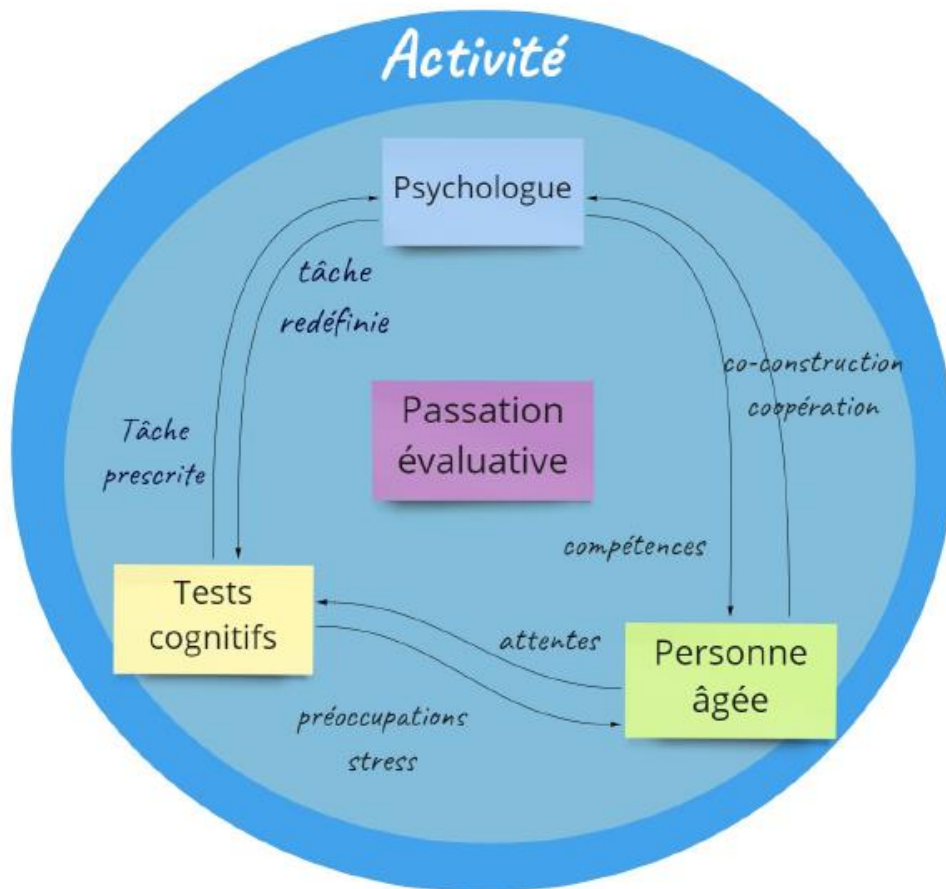 Activité
Psychologue
tâche
redéfinie
co-construction
coopération
Passation
évaluative
Tâche
prescrite
compétences
Tests
cognitifs
attentes
Personne
âgée
préoccupations
stress